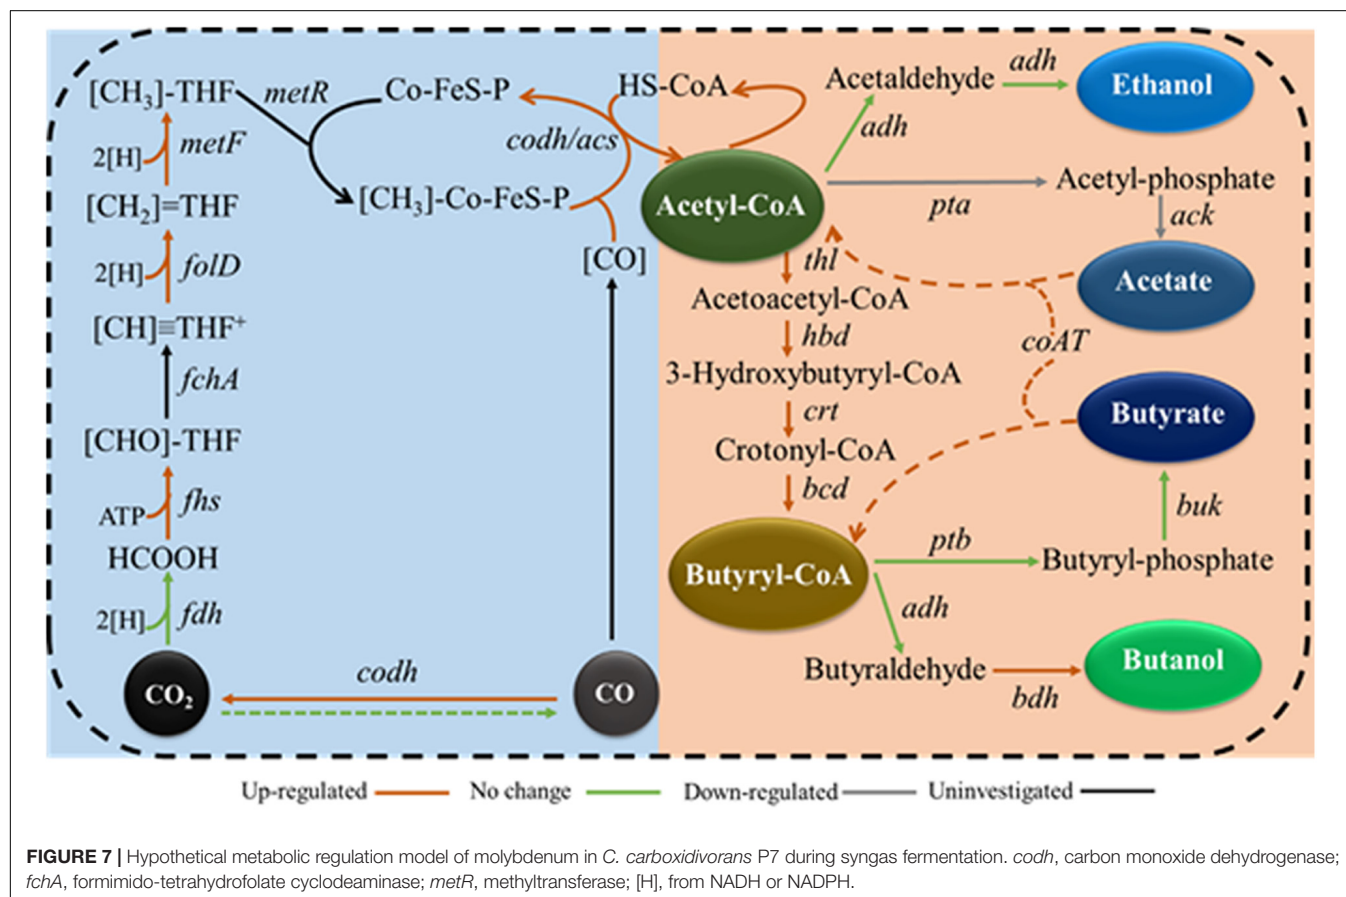 [CH₃]-THF
metR
Co-FeS-P
HS-CoA
Acetaldehyde
adh
Ethanol
2[H]
metF
codh/acs
adh
[CH₂]=THF
[CH₃]-Co-FeS-P
Acetyl-CoA
pta
Acetyl-phosphate
ack
2[H]
folD
[CO]
thl
Acetate
[CH]≡THF⁺
Acetoacetyl-CoA
hbd
coAT
fchA
3-Hydroxybutyryl-CoA
crt
Butyrate
[CHO]-THF
Crotonyl-CoA
bcd
ATP
fhs
buk
HCOOH
Butyryl-CoA
ptb
Butyryl-phosphate
2[H]
fdh
adh
CO₂
codh
CO
Butyraldehyde
bdh
Butanol
Up-regulated No change Down-regulated Uninvestigated
FIGURE 7 | Hypothetical metabolic regulation model of molybdenum in C. carboxidivorans P7 during syngas fermentation. codh, carbon monoxide dehydrogenase;
fchA, formimido-tetrahydrofolate cyclodeaminase; metR, methyltransferase; [H], from NADH or NADPH.